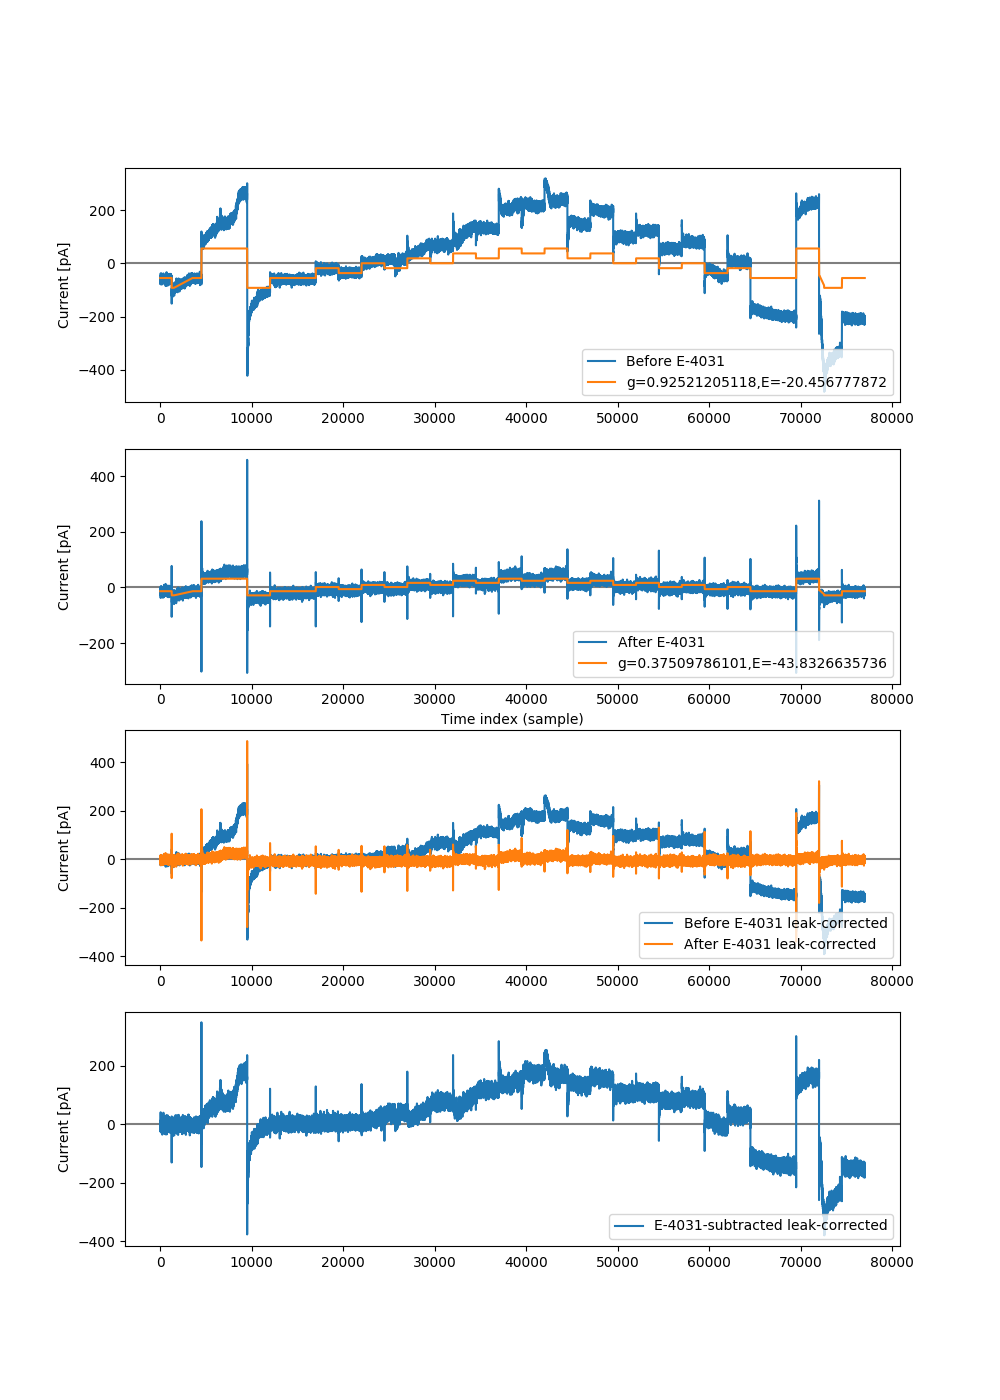 200
0
−200
−400
Current [pA]
Before E-4031
g=0.92521205118,E=-20.456777872
0 10000 20000 30000 40000 50000 60000 70000 80000
400
200
0
−200
Current [pA]
After E-4031
g=0.37509786101,E=-43.8326635736
0 10000 20000 30000 40000 50000 60000 70000 80000
Time index (sample)
400
200
0
−200
−400
Current [pA]
Before E-4031 leak-corrected
After E-4031 leak-corrected
0 10000 20000 30000 40000 50000 60000 70000 80000
200
0
−200
−400
Current [pA]
E-4031-subtracted leak-corrected
0 10000 20000 30000 40000 50000 60000 70000 80000